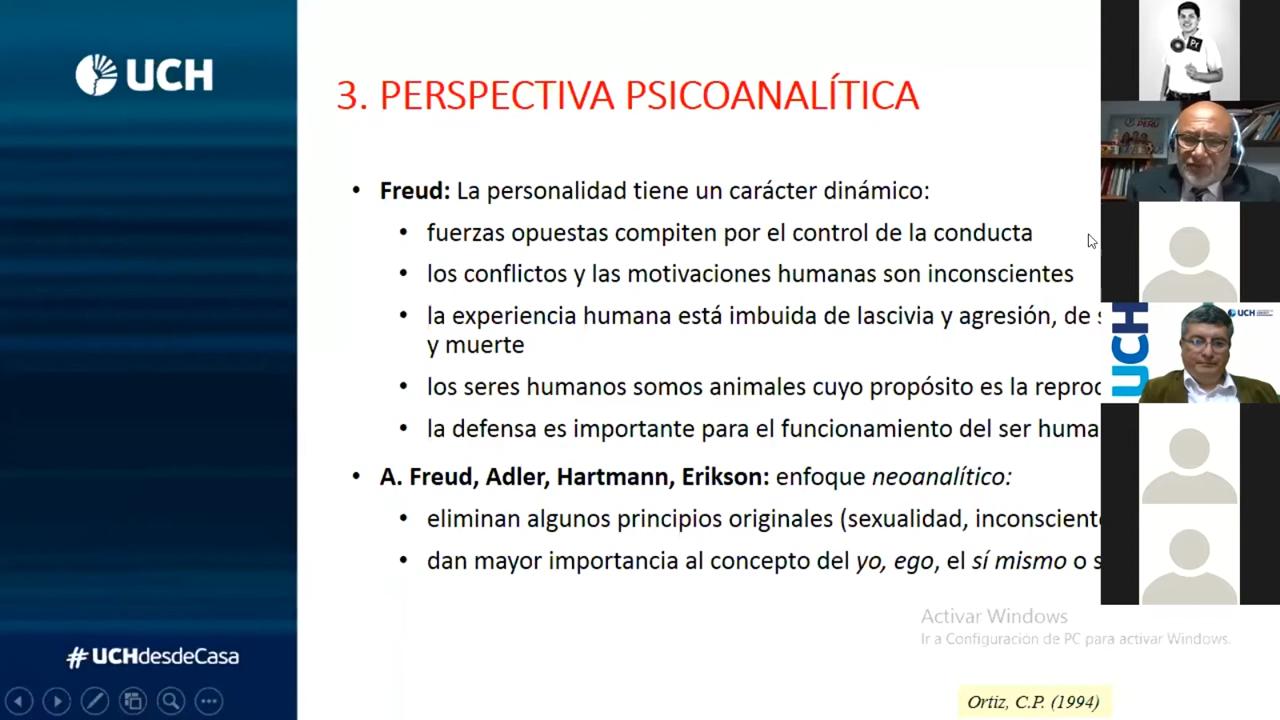 UCH
3. PERSPECTIVA PSICOANALÍTICA
• Freud: La personalidad tiene un carácter dinámico:
• fuerzas opuestas compiten por el control de la conducta
• los conflictos y las motivaciones humanas son inconscientes
• la experiencia humana está imbuida de lascivia y agresión, de
y muerte
• los seres humanos somos animales cuyo propósito es la
• la defensa es importante para el funcionamiento del ser
• A. Freud, Adler, Hartmann, Erikson: enfoque neoanalítico:
• eliminan algunos principios originales (sexualidad,
• dan mayor importancia al concepto del yo, ego, el sí mismo o
Activar Windows
Ir a Configuración de PC para activar Windows.
#UCHdesdeCasa
Ortiz, C.P. (1994)
Pr
PERÚ
UCH
UCH